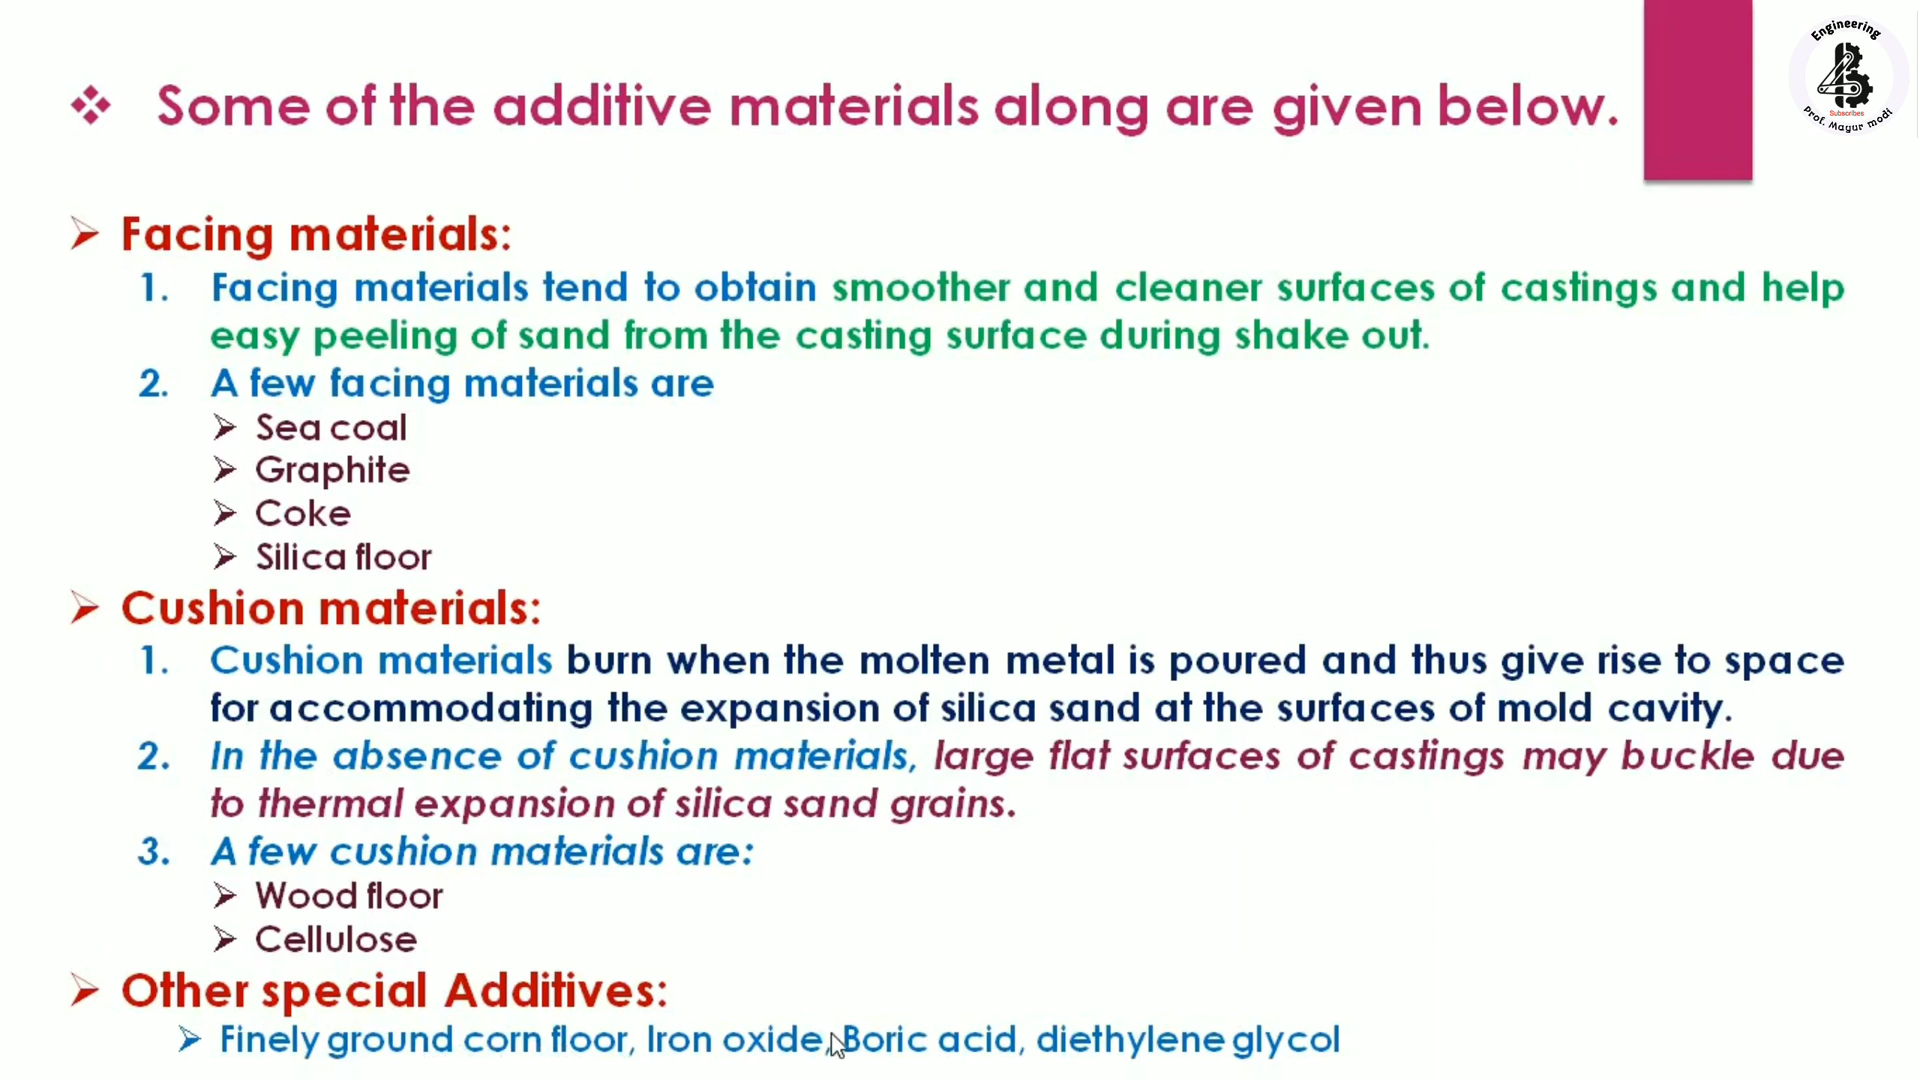 Some of the additive materials along are given below.
Engineering
Subscribes
Prof. Mayur modi
Facing materials:
1. Facing materials tend to obtain smoother and cleaner surfaces of castings and help
easy peeling of sand from the casting surface during shake out.
2. A few facing materials are
Sea coal
Graphite
Coke
Silica floor
Cushion materials:
1. Cushion materials burn when the molten metal is poured and thus give rise to space
for accommodating the expansion of silica sand at the surfaces of mold cavity.
2. In the absence of cushion materials, large flat surfaces of castings may buckle due
to thermal expansion of silica sand grains.
3. A few cushion materials are:
Wood floor
Cellulose
Other special Additives:
Finely ground corn floor, Iron oxide, Boric acid, diethylene glycol